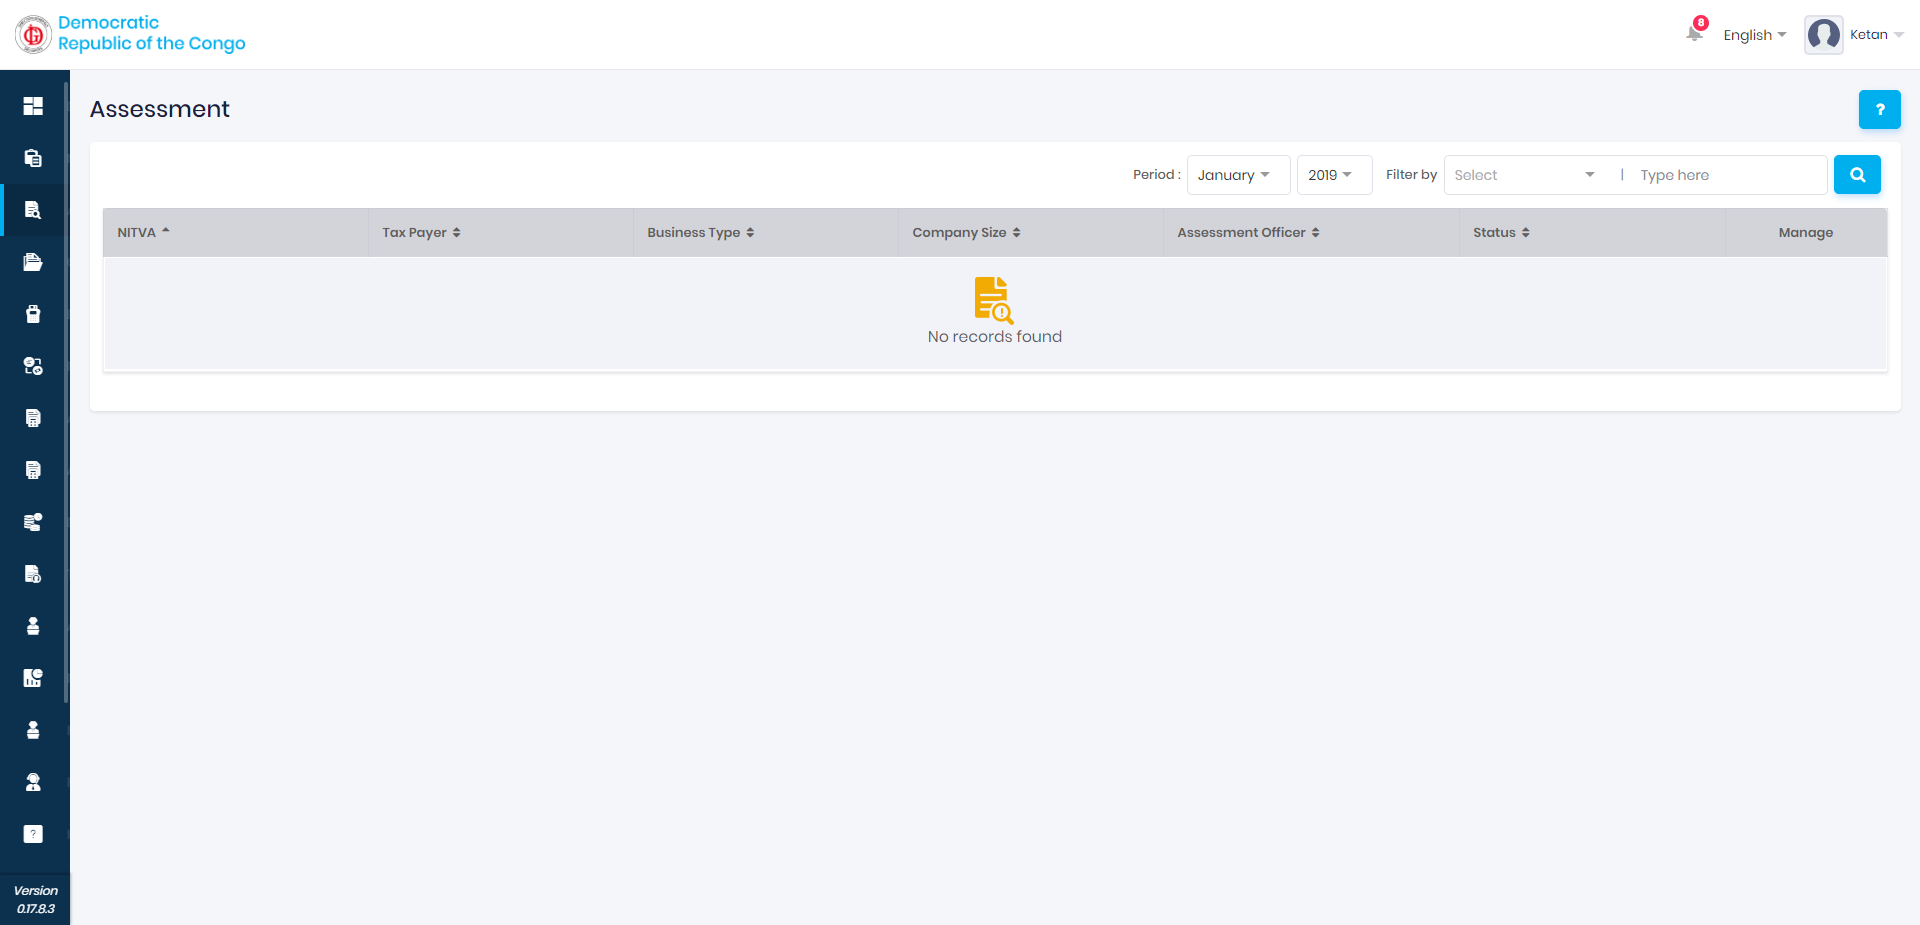 Democratic
Republic of the Congo
8
English
Ketan
Assessment
?
Period :
January
2019
Filter by
Select
|
Type here
NITVA
Tax Payer
Business Type
Company Size
Assessment Officer
Status
Manage
No records found
?
Version
0.17.8.3